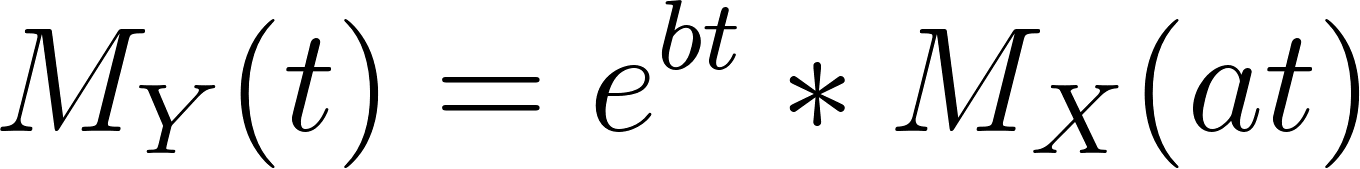 M_Y(t) = e^{bt} * M_X(at)